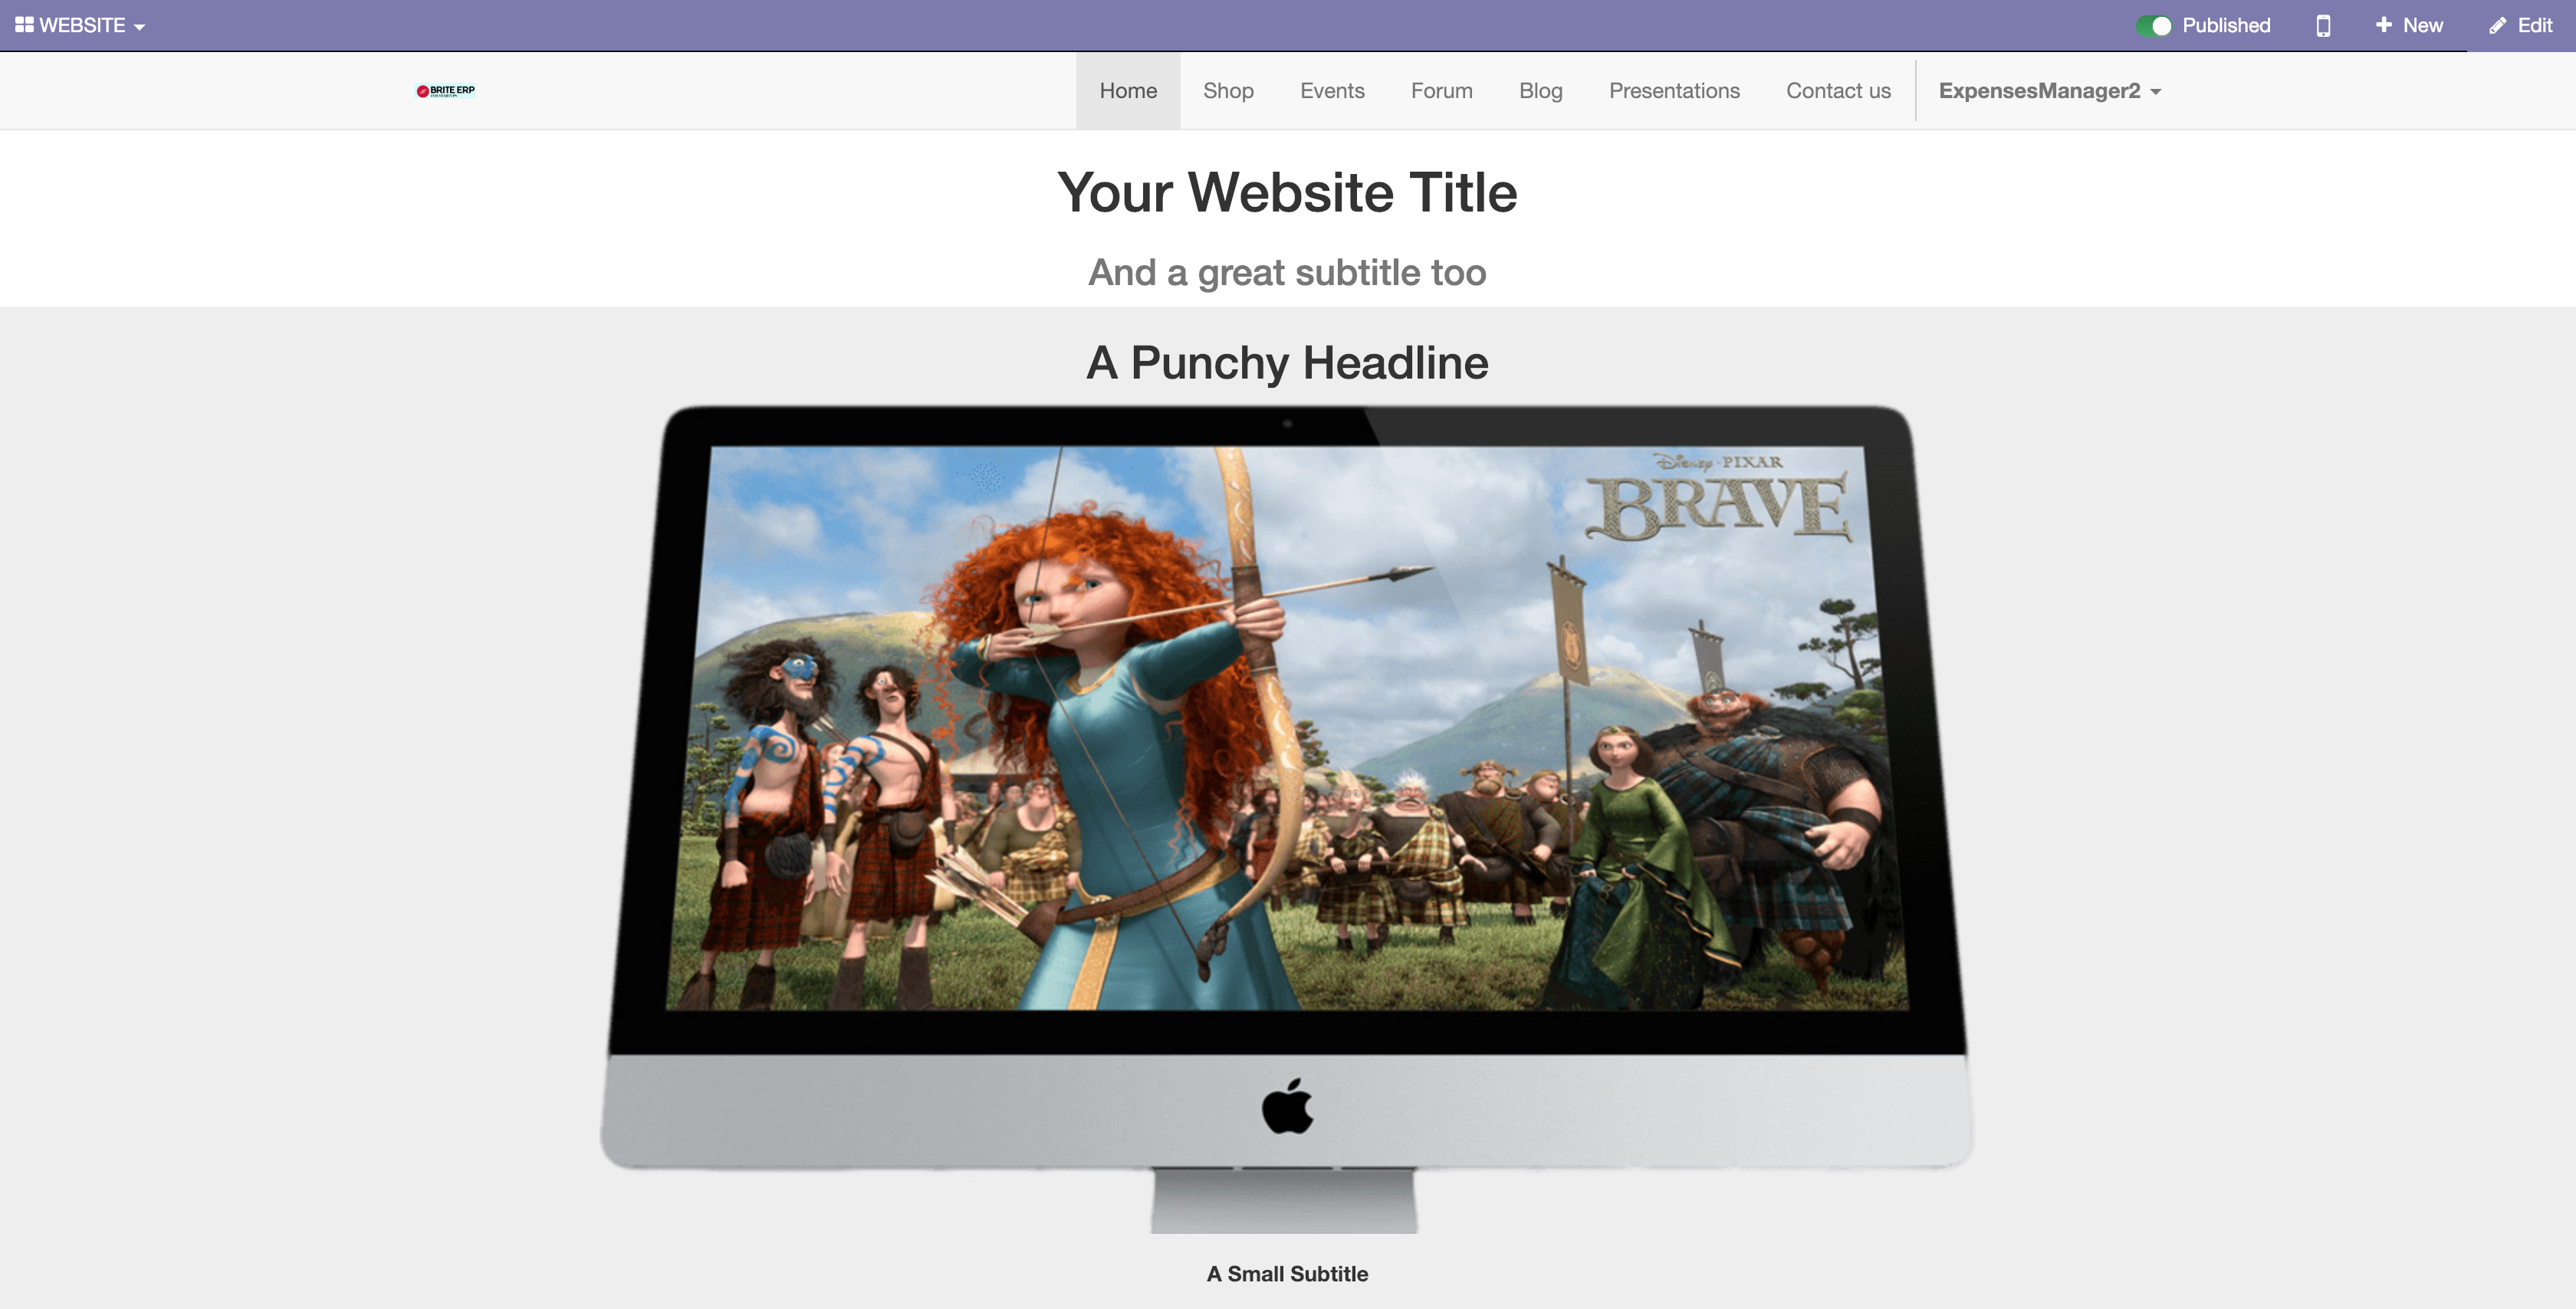 WEBSITE
Published
New
Edit
BRITE ERP
Home
Shop
Events
Forum
Blog
Presentations
Contact us
ExpensesManager2
Your Website Title
And a great subtitle too
A Punchy Headline
Disney · PIXAR
BRAVE
A Small Subtitle